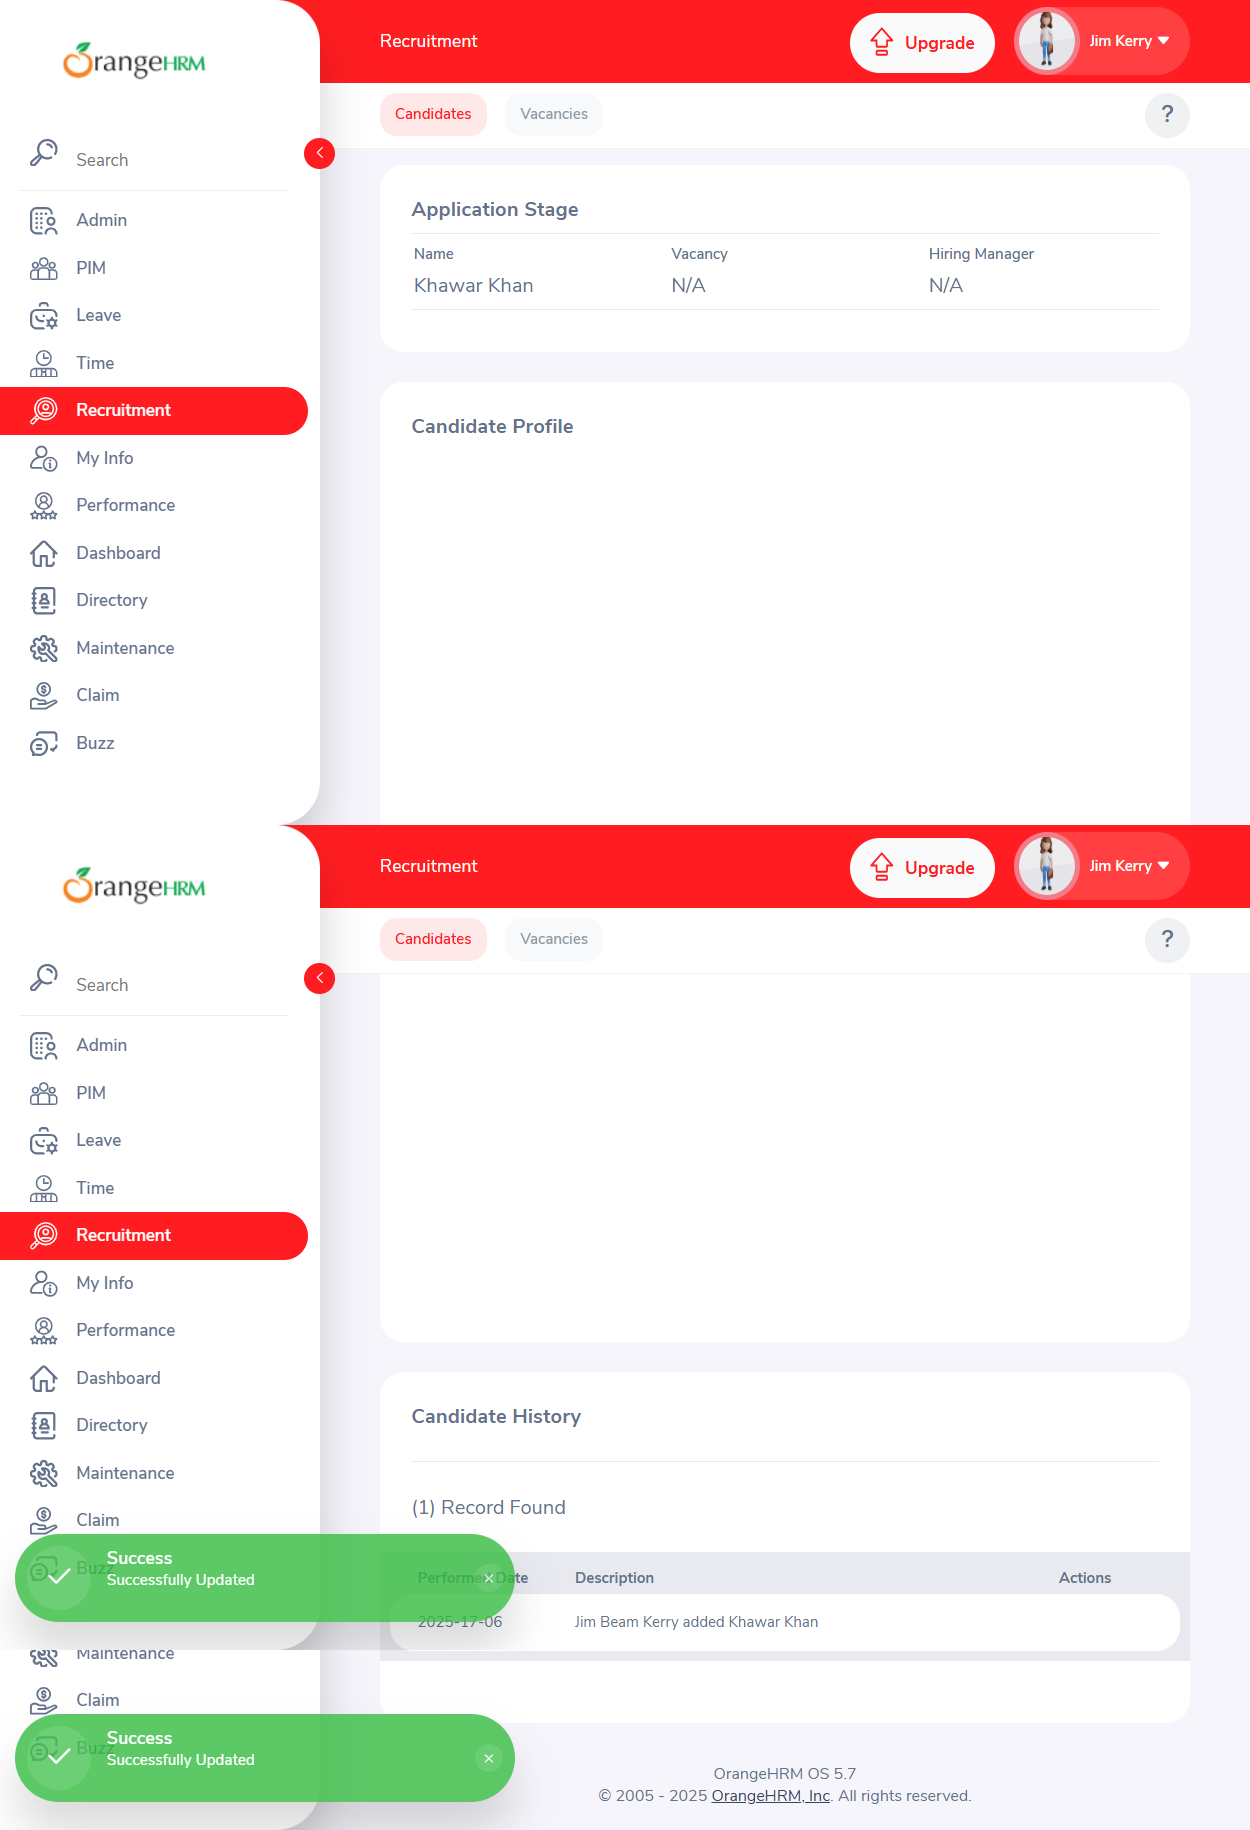 OrangeHRM
Recruitment
Upgrade
Jim Kerry
Candidates
Vacancies
?
Search
Admin
PIM
Leave
Time
Recruitment
My Info
Performance
Dashboard
Directory
Maintenance
Claim
Buzz
Application Stage
Name
Vacancy
Hiring Manager
Khawar Khan
N/A
N/A
Candidate Profile
OrangeHRM
Recruitment
Upgrade
Jim Kerry
Candidates
Vacancies
?
Search
Admin
PIM
Leave
Time
Recruitment
My Info
Performance
Dashboard
Directory
Maintenance
Claim
Buzz
Success
Successfully Updated
Candidate History
(1) Record Found
Performed Date
Description
Actions
2025-17-06
Jim Beam Kerry added Khawar Khan
Maintenance
Claim
Buzz
Success
Successfully Updated
OrangeHRM OS 5.7
© 2005 - 2025 OrangeHRM, Inc. All rights reserved.